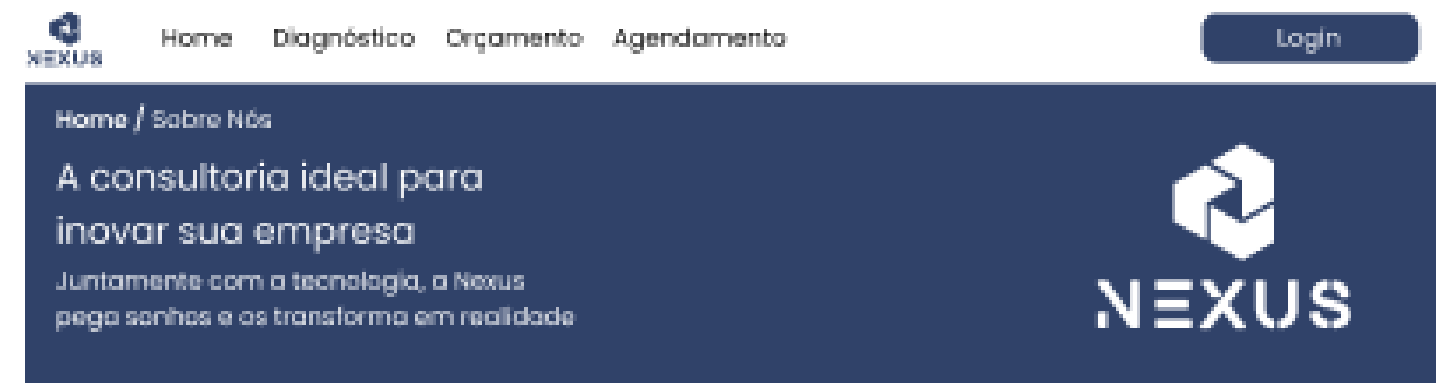 NEXUS
Home Diagnóstico Orçamento Agendamento Login
Home / Sobre Nós
A consultoria ideal para
inovar sua empresa
Juntamente com a tecnologia, a Nexus
pega sonhos e os transforma em realidade
NEXUS